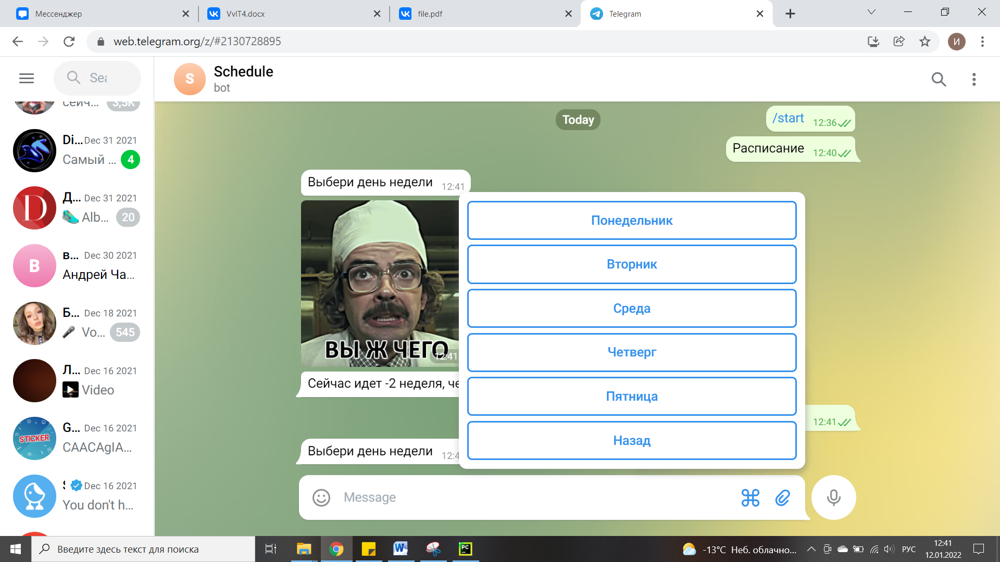 Мессенджер
VvIT4.docx
file.pdf
Telegram
web.telegram.org/z/#2130728895
И
Sea
S
Schedule
bot
сейч...
3,5K
Today
/start
12:36
Расписание
12:40
Di... Dec 31 2021
Самый ...
4
Д... Dec 31 2021
D
Alb...
20
в... Dec 30 2021
В
Андрей Ча...
Б... Dec 18 2021
Vo...
545
Л... Dec 16 2021
Video
G... Dec 16 2021
STICKER
CAACAgIA...
Dec 16 2021
You don't h...
Выбери день недели
12:41
ВЫ Ж ЧЕГО
12:41
Сейчас идет -2 неделя, че
12:41
Выбери день недели
12:4
Понедельник
Вторник
Среда
Четверг
Пятница
Назад
Message
Введите здесь текст для поиска
PC
-13°C Неб. облачно...
РУС
12:41
12.01.2022